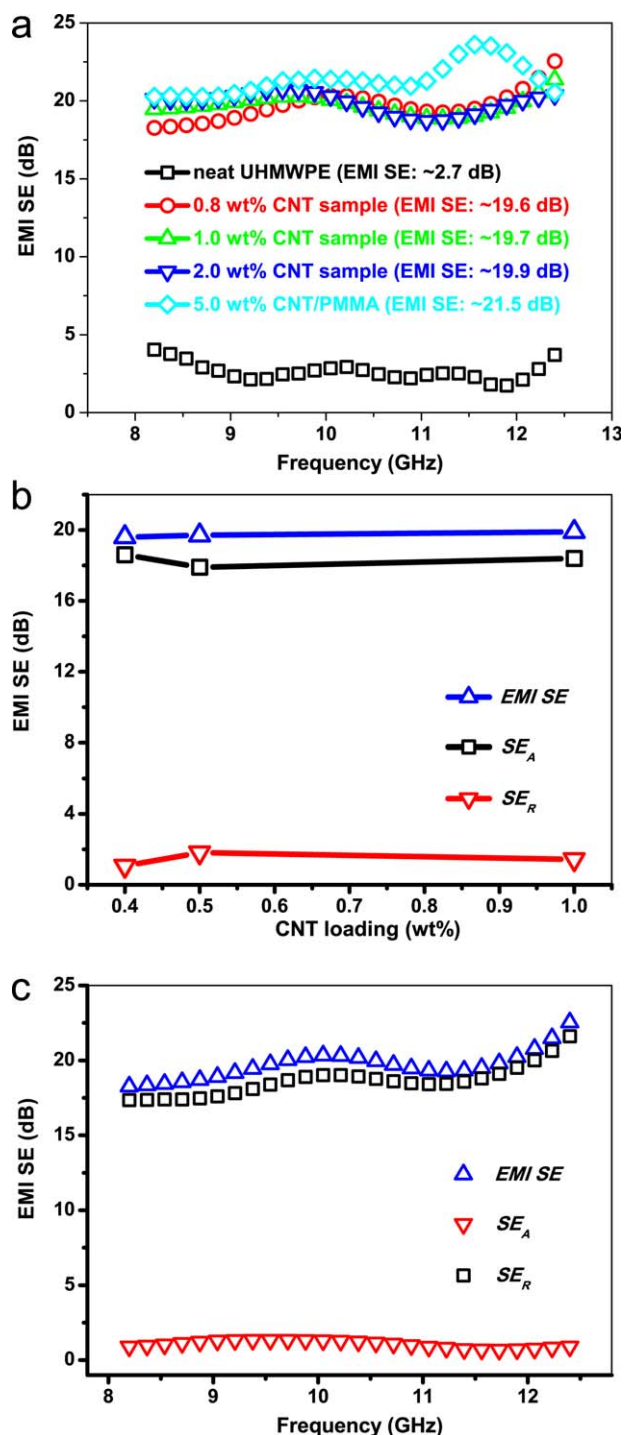 a
25
20
15
10
5
0
EMI SE (dB)
neat UHMWPE (EMI SE: ~2.7 dB)
0.8 wt% CNT sample (EMI SE: ~19.6 dB)
1.0 wt% CNT sample (EMI SE: ~19.7 dB)
2.0 wt% CNT sample (EMI SE: ~19.9 dB)
5.0 wt% CNT/PMMA (EMI SE: ~21.5 dB)
8 9 10 11 12 13
Frequency (GHz)
b
20
16
12
8
4
0
EMI SE (dB)
EMI SE
SE_A
SE_R
0.4 0.5 0.6 0.7 0.8 0.9 1.0
CNT loading (wt%)
c
25
20
15
10
5
0
EMI SE (dB)
EMI SE
SE_A
SE_R
8 9 10 11 12
Frequency (GHz)